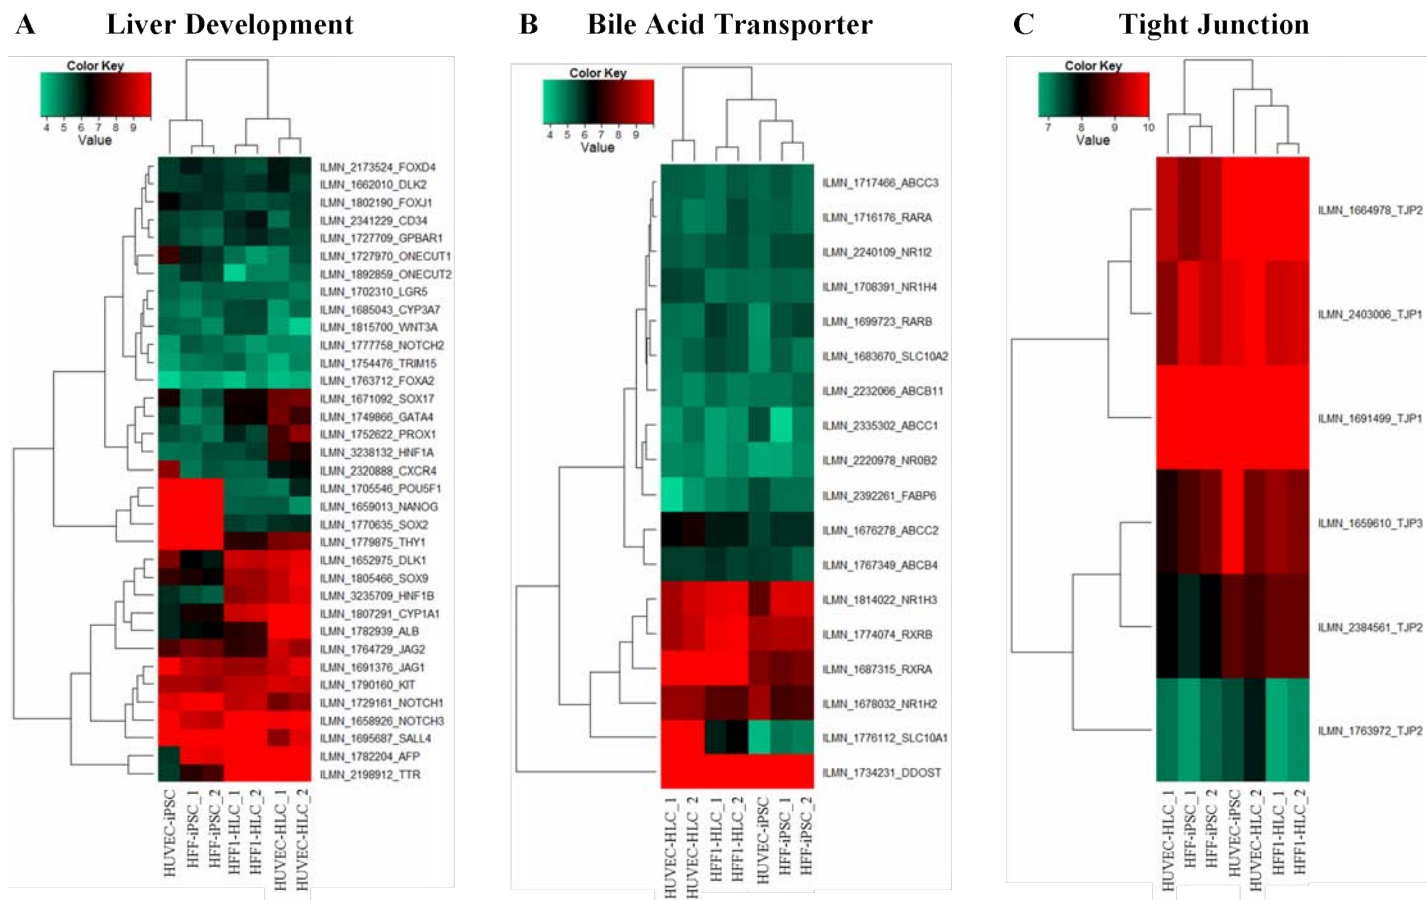 A Liver Development
Color Key
4 5 6 7 8 9
Value
ILMN_2173524_FOXD4
ILMN_1662010_DLK2
ILMN_1802190_FOXJ1
ILMN_2341229_CD34
ILMN_1727709_GPBAR1
ILMN_1727970_ONECUT1
ILMN_1892859_ONECUT2
ILMN_1702310_LGR5
ILMN_1685043_CYP3A7
ILMN_1815700_WNT3A
ILMN_1777758_NOTCH2
ILMN_1754476_TRIM15
ILMN_1763712_FOXA2
ILMN_1671092_SOX17
ILMN_1749866_GATA4
ILMN_1752622_PROX1
ILMN_3238132_HNF1A
ILMN_2320888_CXCR4
ILMN_1705546_POU5F1
ILMN_1659013_NANOG
ILMN_1770635_SOX2
ILMN_1779875_THY1
ILMN_1652975_DLK1
ILMN_1805466_SOX9
ILMN_3235709_HNF1B
ILMN_1807291_CYP1A1
ILMN_1782939_ALB
ILMN_1764729_JAG2
ILMN_1691376_JAG1
ILMN_1790160_KIT
ILMN_1729161_NOTCH1
ILMN_1658926_NOTCH3
ILMN_1695687_SALL4
ILMN_1782204_AFP
ILMN_2198912_TTR
HUVEC-iPSC
HFF-iPSC_1
HFF-iPSC_2
HFF1-HLC_1
HFF1-HLC_2
HUVEC-HLC_1
HUVEC-HLC_2
B Bile Acid Transporter
Color Key
4 5 6 7 8 9
Value
ILMN_1717466_ABCC3
ILMN_1716176_RARA
ILMN_2240109_NR1I2
ILMN_1708391_NR1H4
ILMN_1699723_RARB
ILMN_1683670_SLC10A2
ILMN_2232066_ABCB11
ILMN_2335302_ABCC1
ILMN_2220978_NR0B2
ILMN_2392261_FABP6
ILMN_1676278_ABCC2
ILMN_1767349_ABCB4
ILMN_1814022_NR1H3
ILMN_1774074_RXRB
ILMN_1687315_RXRA
ILMN_1678032_NR1H2
ILMN_1776112_SLC10A1
ILMN_1734231_DDOST
HUVEC-HLC_1
HUVEC-HLC_2
HFF1-HLC_1
HFF1-HLC_2
HUVEC-iPSC
HFF-iPSC_1
HFF-iPSC_2
C Tight Junction
Color Key
7 8 9 10
Value
ILMN_1664978_TJP2
ILMN_2403006_TJP1
ILMN_1691499_TJP1
ILMN_1659610_TJP3
ILMN_2384561_TJP2
ILMN_1763972_TJP2
HUVEC-HLC_1
HFF-iPSC_1
HFF-iPSC_2
HUVEC-iPSC
HUVEC-HLC_2
HFF1-HLC_1
HFF1-HLC_2